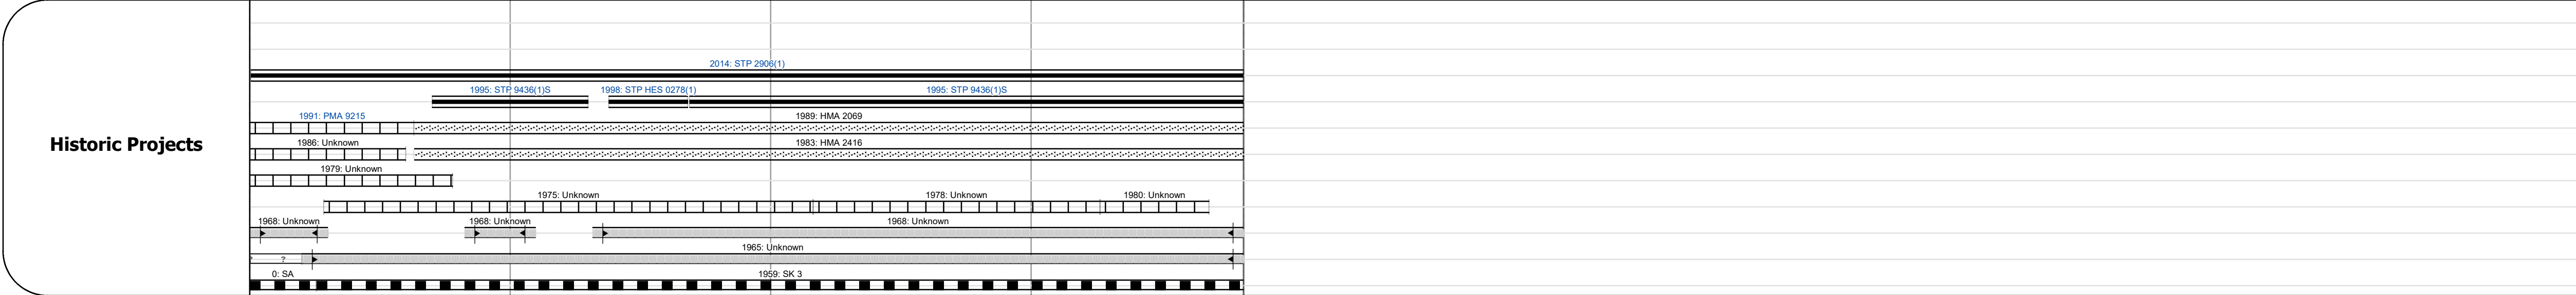 2014: STP 2906(1)
1995: STP 9436(1)S 1998: STP HES 0278(1) 1995: STP 9436(1)S
1991: PMA 9215 1989: HMA 2069
1986: Unknown 1983: HMA 2416
Historic Projects
1979: Unknown
1975: Unknown 1978: Unknown 1980: Unknown
1968: Unknown 1968: Unknown 1968: Unknown
1965: Unknown
?
0: SA 1959: SK 3